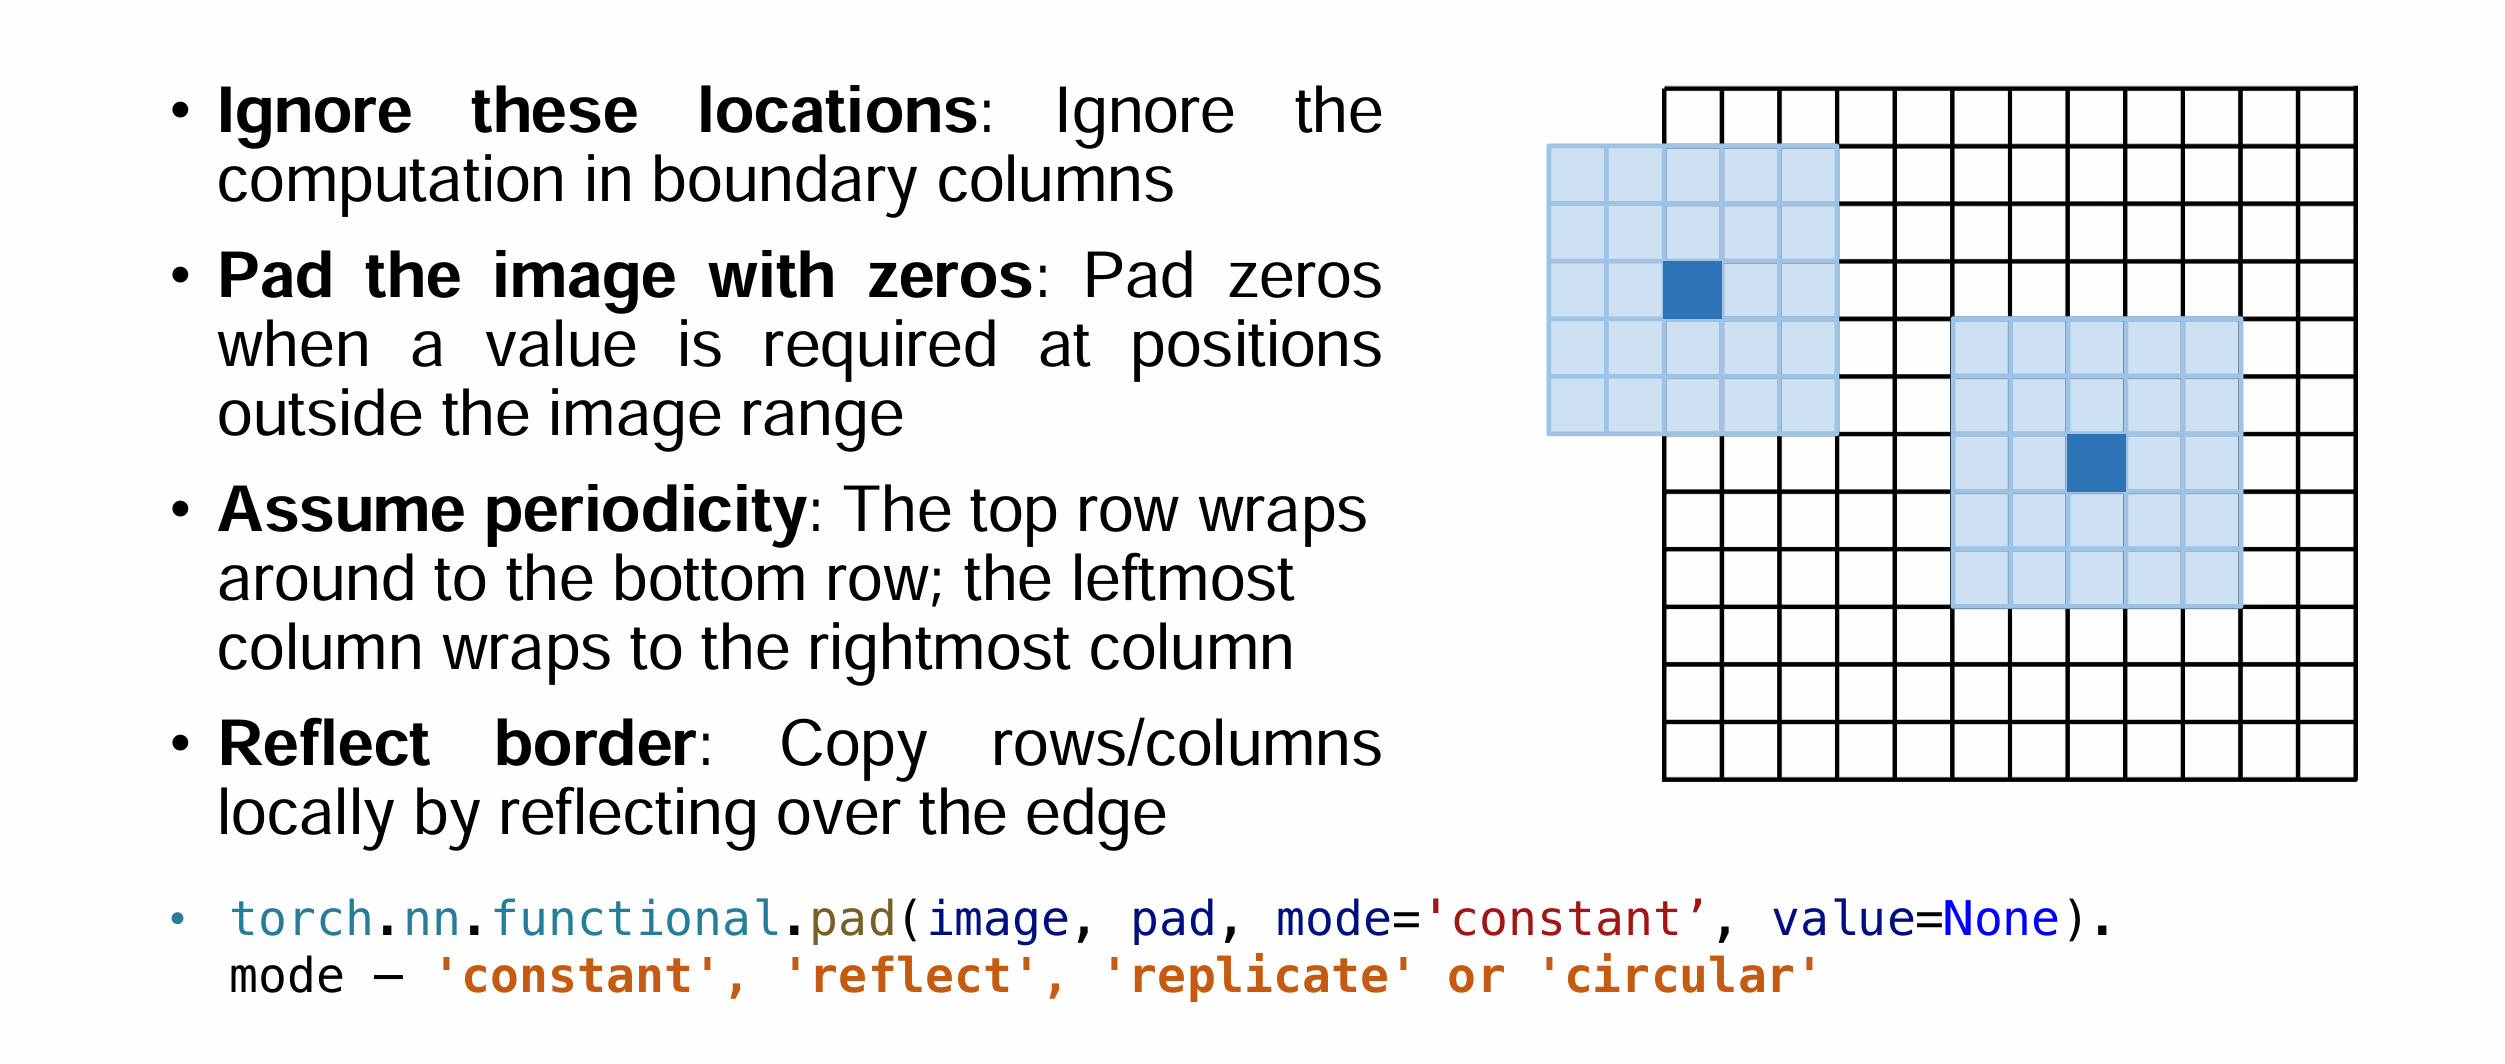 • Ignore these locations: Ignore the
computation in boundary columns
• Pad the image with zeros: Pad zeros
when a value is required at positions
outside the image range
• Assume periodicity: The top row wraps
around to the bottom row; the leftmost
column wraps to the rightmost column
• Reflect border: Copy rows/columns
locally by reflecting over the edge
• torch.nn.functional.pad(image, pad, mode='constant’, value=None).
mode – 'constant', 'reflect', 'replicate' or 'circular'